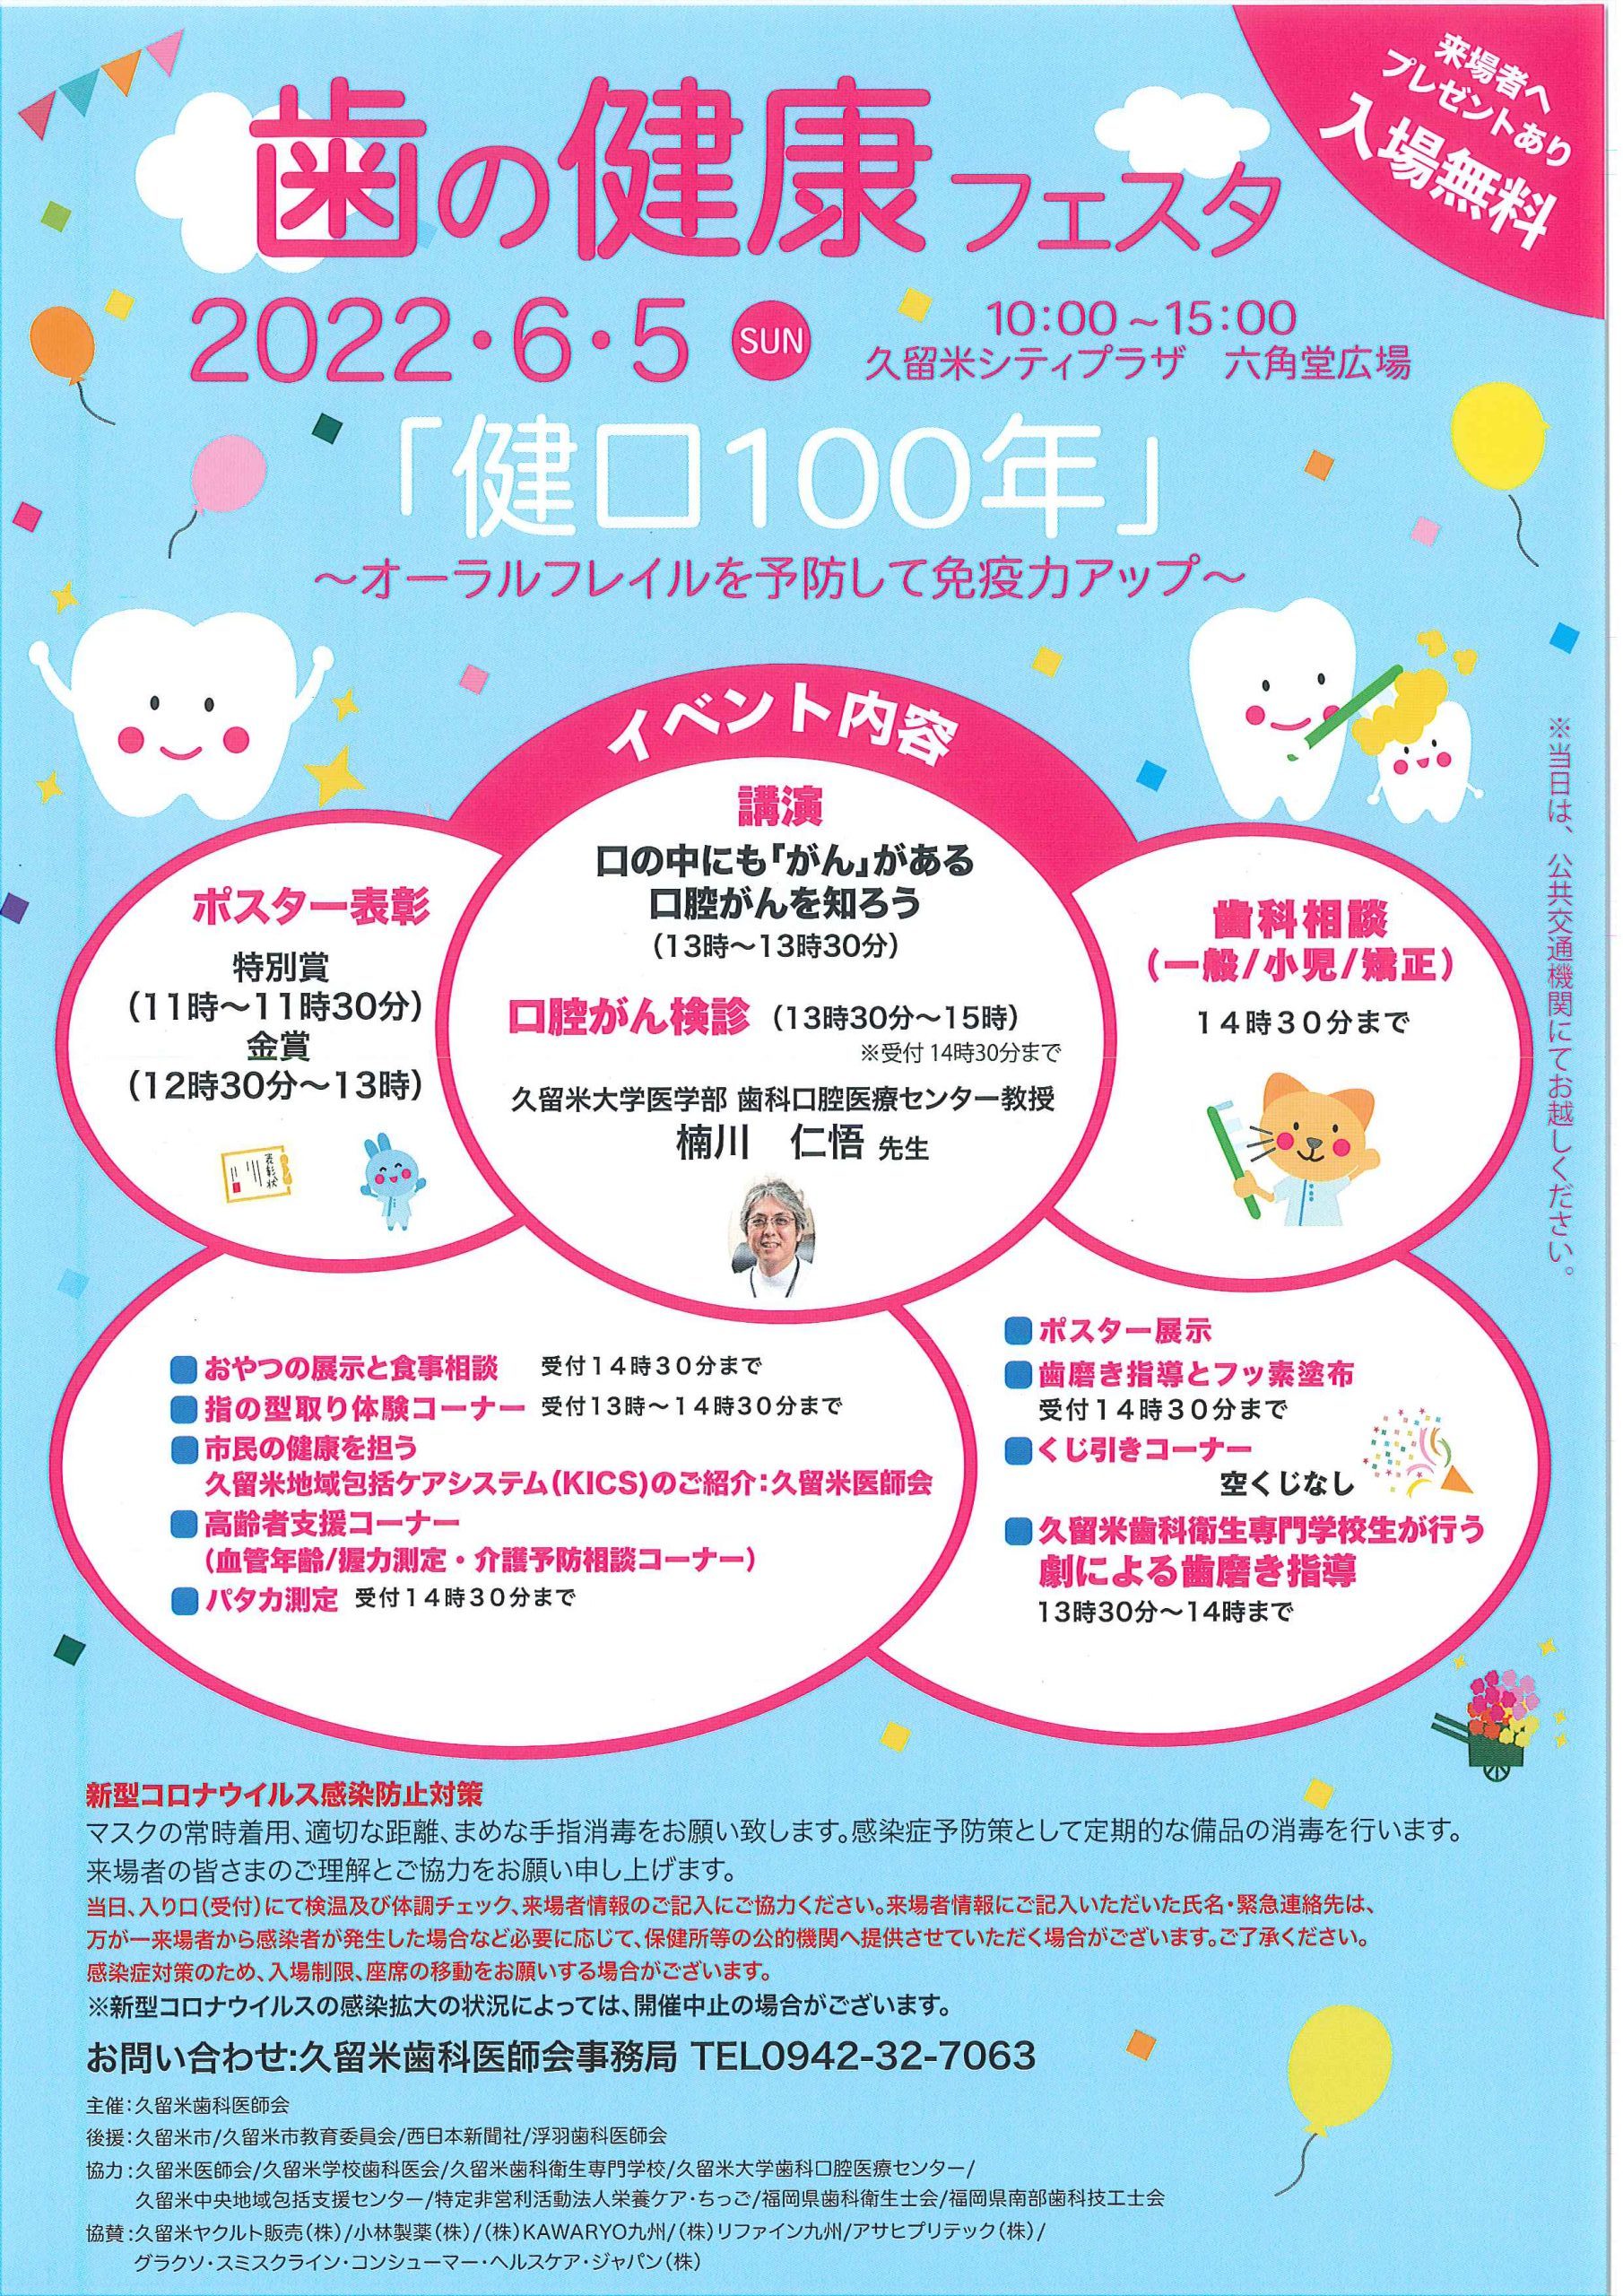 来場者へ
プレゼントあり
入場無料
歯の健康フェスタ
2022・6・5 SUN
10:00~15:00
久留米シティプラザ 六角堂広場
「健口100年」
~オーラルフレイルを予防して免疫力アップ~
※当日は、公共交通機関にてお越しください。
イベント内容
講演
口の中にも「がん」がある
口腔がんを知ろう
(13時~13時30分)
口腔がん検診 (13時30分~15時)
※受付 14時30分まで
久留米大学医学部 歯科口腔医療センター教授
楠川 仁悟 先生
ポスター表彰
特別賞
(11時~11時30分)
金賞
(12時30分~13時)
表彰状
歯科相談
(一般/小児/矯正)
14時30分まで
おやつの展示と食事相談 受付14時30分まで
指の型取り体験コーナー 受付13時~14時30分まで
市民の健康を担う
久留米地域包括ケアシステム(KICS)のご紹介:久留米医師会
高齢者支援コーナー
(血管年齢/握力測定・介護予防相談コーナー)
パタカ測定 受付14時30分まで
ポスター展示
歯磨き指導とフッ素塗布
受付14時30分まで
くじ引きコーナー
空くじなし
久留米歯科衛生専門学校生が行う
劇による歯磨き指導
13時30分~14時まで
新型コロナウイルス感染防止対策
マスクの常時着用、適切な距離、まめな手指消毒をお願い致します。感染症予防策として定期的な備品の消毒を行います。
来場者の皆さまのご理解とご協力をお願い申し上げます。
当日、入り口(受付)にて検温及び体調チェック、来場者情報のご記入にご協力ください。来場者情報にご記入いただいた氏名・緊急連絡先は、
万が一来場者から感染者が発生した場合など必要に応じて、保健所等の公的機関へ提供させていただく場合がございます。ご了承ください。
感染症対策のため、入場制限、座席の移動をお願いする場合がございます。
※新型コロナウイルスの感染拡大の状況によっては、開催中止の場合がございます。
お問い合わせ:久留米歯科医師会事務局 TEL0942-32-7063
主催:久留米歯科医師会
後援:久留米市/久留米市教育委員会/西日本新聞社/浮羽歯科医師会
協力:久留米医師会/久留米学校歯科医会/久留米歯科衛生専門学校/久留米大学歯科口腔医療センター/
久留米中央地域包括支援センター/特定非営利活動法人栄養ケア・ちっご/福岡県歯科衛生士会/福岡県南部歯科技工士会
協賛:久留米ヤクルト販売(株)/小林製薬(株)/(株)KAWARYO九州/(株)リファイン九州/アサヒプリテック(株)/
グラクソ・スミスクライン・コンシューマー・ヘルスケア・ジャパン(株)